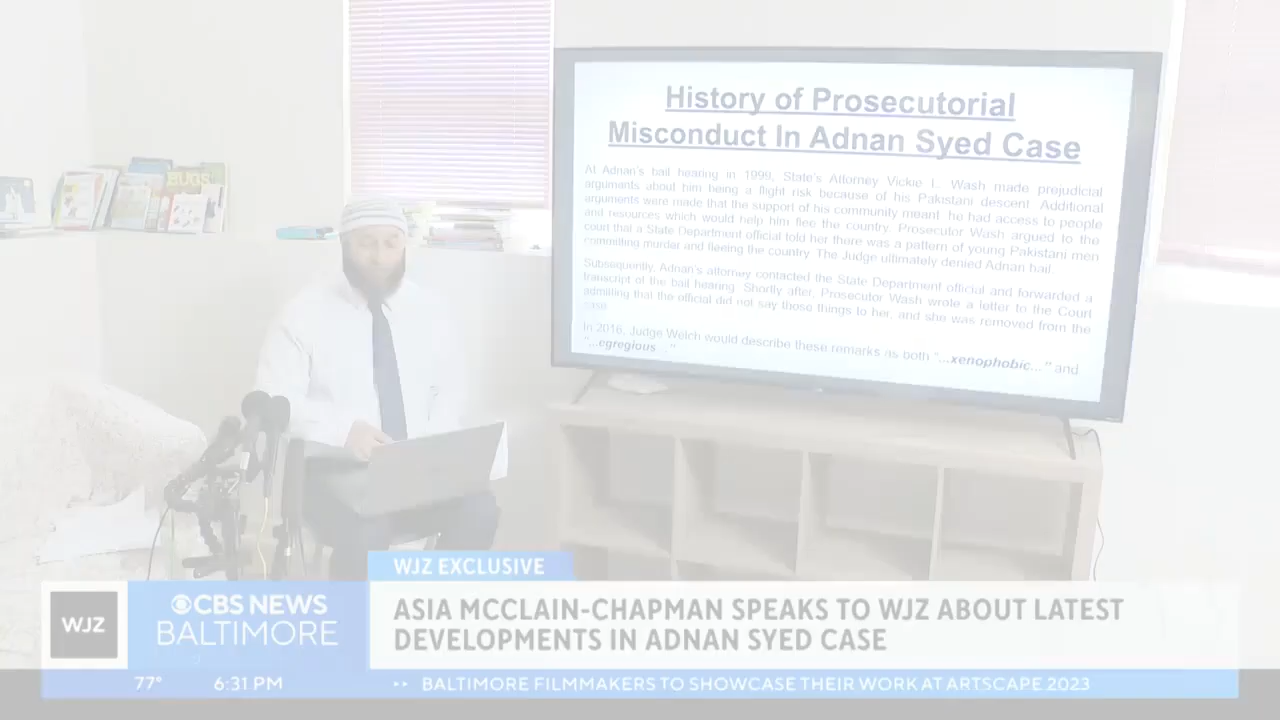 History of Prosecutorial
Misconduct In Adnan Syed Case
At Adnan's bail hearing in 1999, State's Attorney Vickie L. Wash made prejudicial
arguments about him being a flight risk because of his Pakistani descent. Additional
arguments were made that the support of his community meant he had access to people
and resources which would help him flee the country. Prosecutor Wash argued to the
court that a State Department official told her there was a pattern of young Pakistani men
committing murder and fleeing the country. The Judge ultimately denied Adnan bail.
Subsequently, Adnan's attorney contacted the State Department official and forwarded a
transcript of the bail hearing. Shortly after, Prosecutor Wash wrote a letter to the Court
admitting that the official did not say those things to her, and she was removed from the
case.
In 2016, Judge Welch would describe these remarks as both "...xenophobic..." and
"...egregious..."
BUGS
WJZ EXCLUSIVE
WJZ
CBS NEWS
BALTIMORE
ASIA MCCLAIN-CHAPMAN SPEAKS TO WJZ ABOUT LATEST
DEVELOPMENTS IN ADNAN SYED CASE
77° 6:31 PM BALTIMORE FILMMAKERS TO SHOWCASE THEIR WORK AT ARTSCAPE 2023